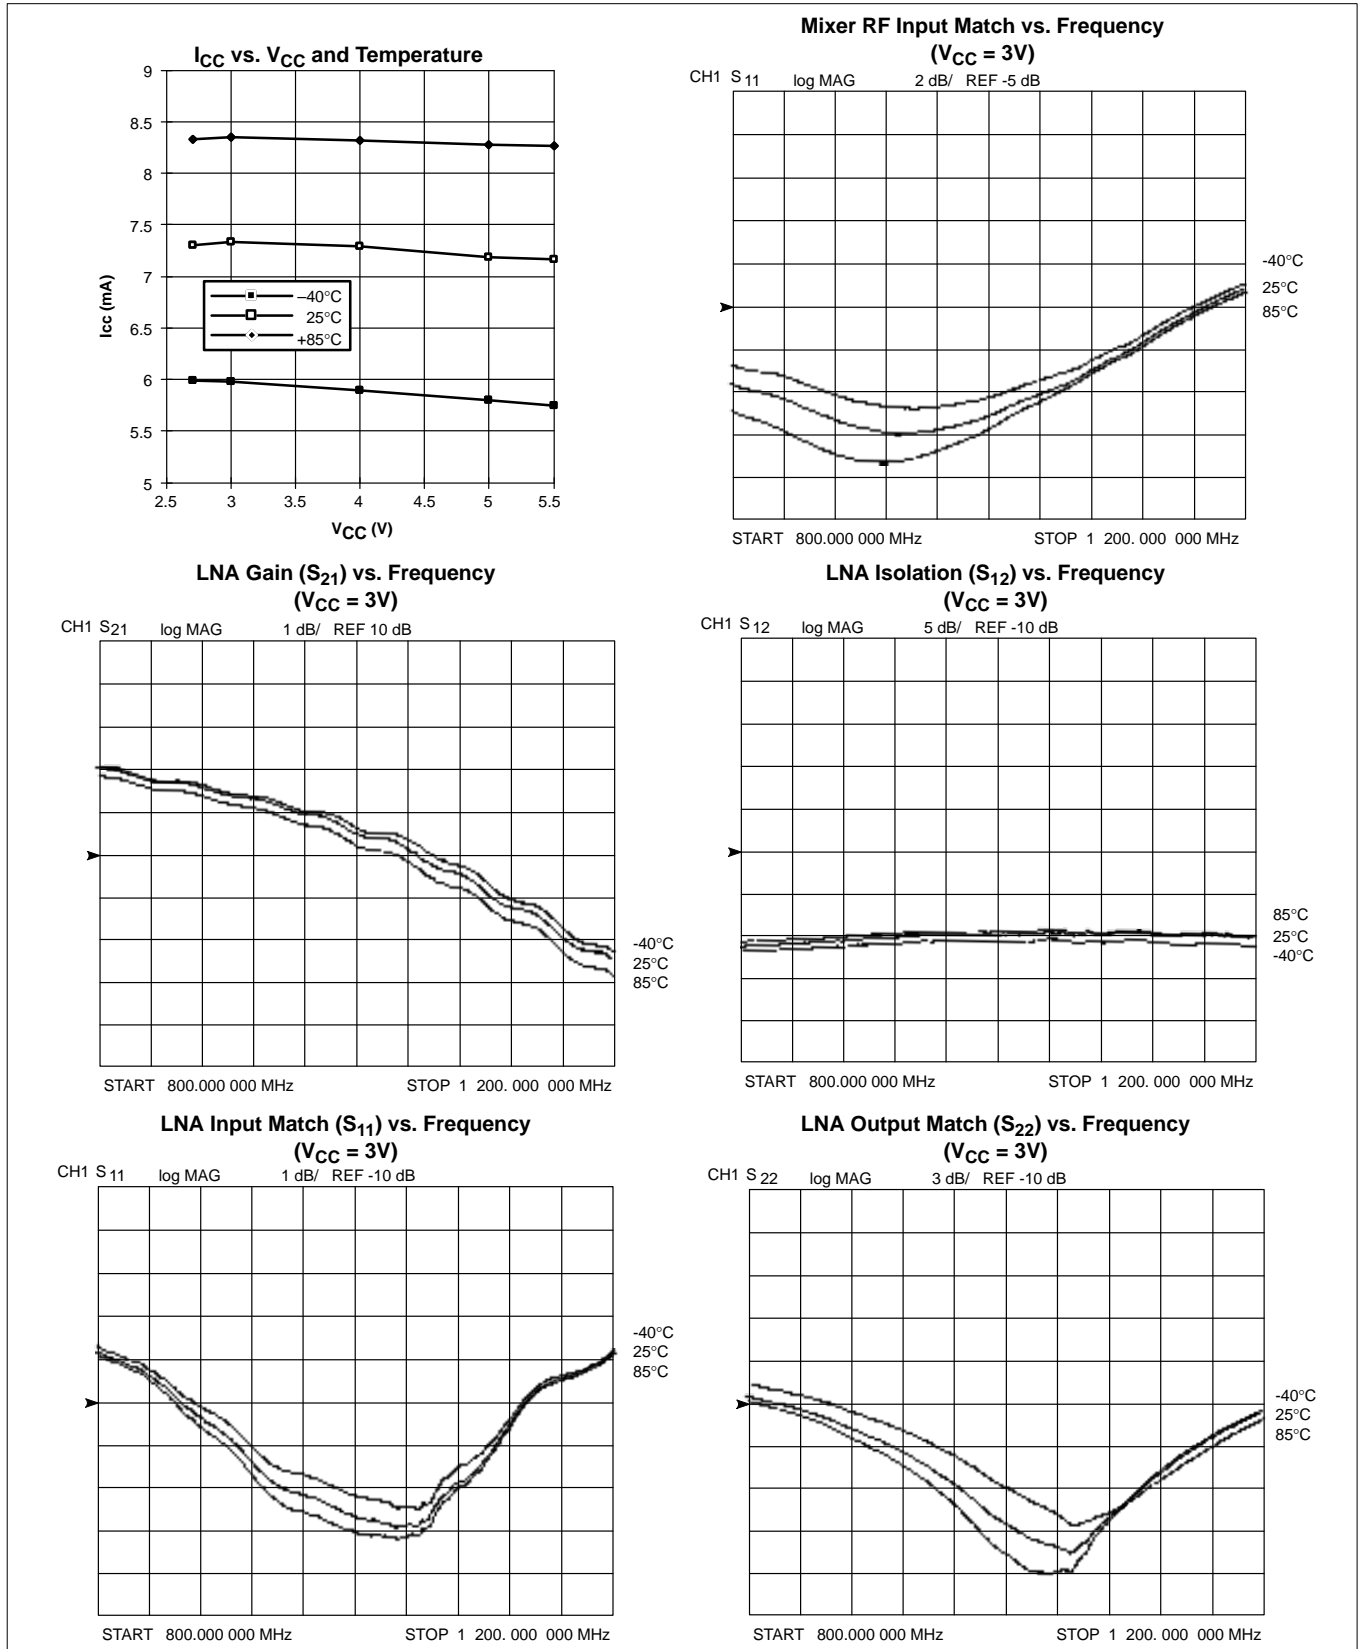 I_CC vs. V_CC and Temperature
9
8.5
8
7.5
7
6.5
6
5.5
5
Icc (mA)
–40°C
25°C
+85°C
2.5 3 3.5 4 4.5 5 5.5
V_CC (V)
Mixer RF Input Match vs. Frequency
(V_CC = 3V)
CH1 S11 log MAG 2 dB/ REF -5 dB
-40°C
25°C
85°C
START 800.000 000 MHz STOP 1 200. 000 000 MHz
LNA Gain (S21) vs. Frequency
(V_CC = 3V)
CH1 S21 log MAG 1 dB/ REF 10 dB
-40°C
25°C
85°C
START 800.000 000 MHz STOP 1 200. 000 000 MHz
LNA Isolation (S12) vs. Frequency
(V_CC = 3V)
CH1 S12 log MAG 5 dB/ REF -10 dB
85°C
25°C
-40°C
START 800.000 000 MHz STOP 1 200. 000 000 MHz
LNA Input Match (S11) vs. Frequency
(V_CC = 3V)
CH1 S11 log MAG 1 dB/ REF -10 dB
-40°C
25°C
85°C
START 800.000 000 MHz STOP 1 200. 000 000 MHz
LNA Output Match (S22) vs. Frequency
(V_CC = 3V)
CH1 S22 log MAG 3 dB/ REF -10 dB
-40°C
25°C
85°C
START 800.000 000 MHz STOP 1 200. 000 000 MHz